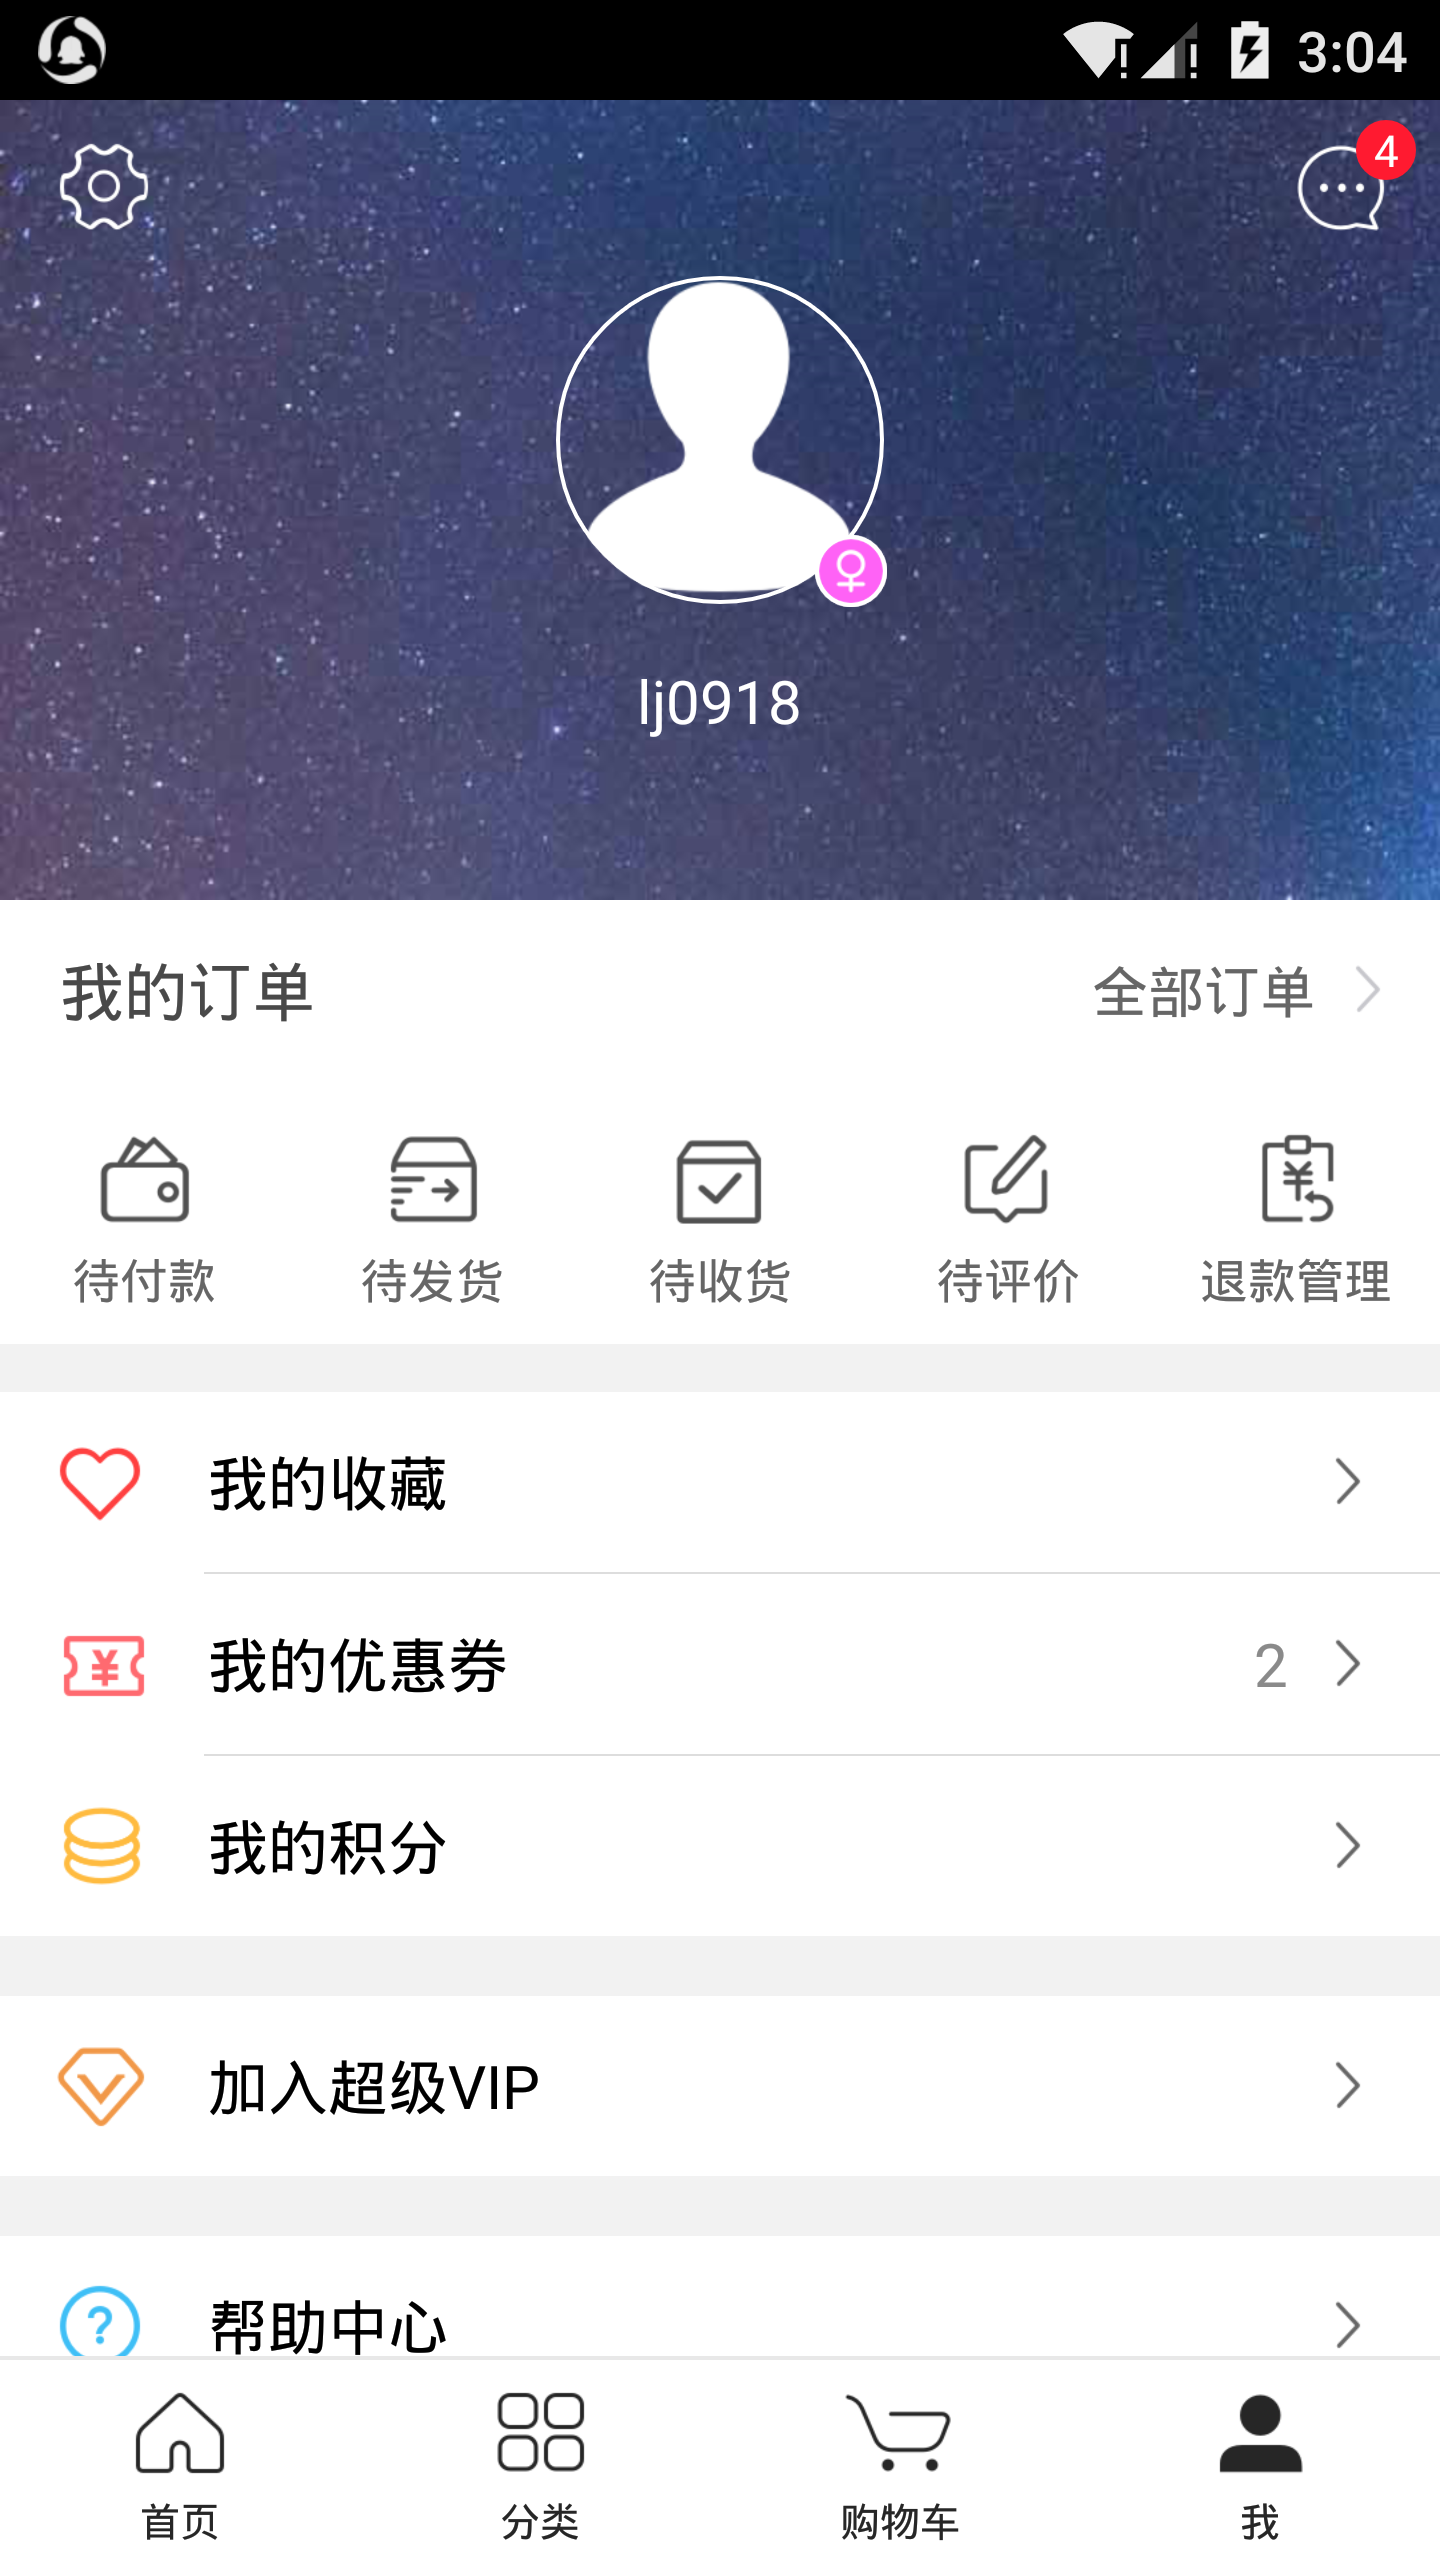 3:04
4
lj0918
我的订单 全部订单
待付款 待发货 待收货 待评价 退款管理
我的收藏
我的优惠券 2
我的积分
加入超级VIP
帮助中心
首页 分类 购物车 我